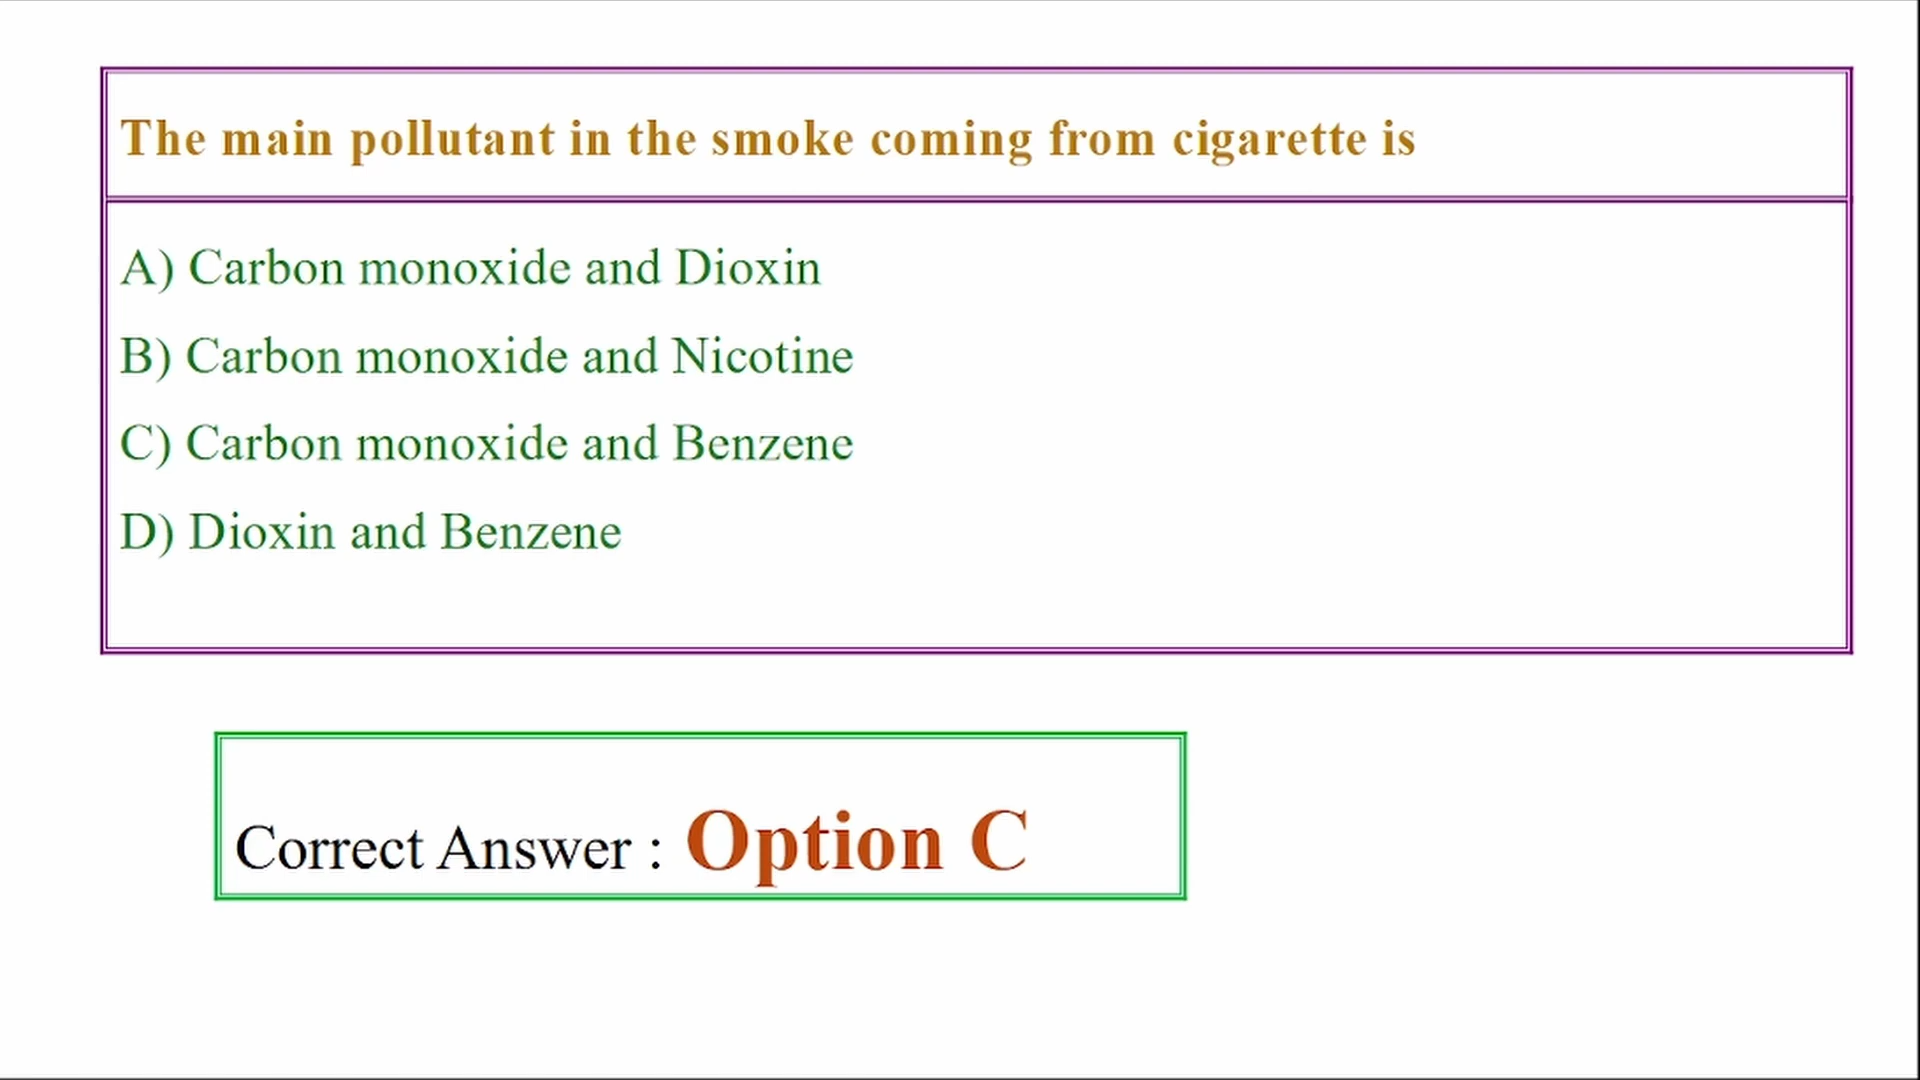 The main pollutant in the smoke coming from cigarette is
A) Carbon monoxide and Dioxin
B) Carbon monoxide and Nicotine
C) Carbon monoxide and Benzene
D) Dioxin and Benzene
Correct Answer : Option C